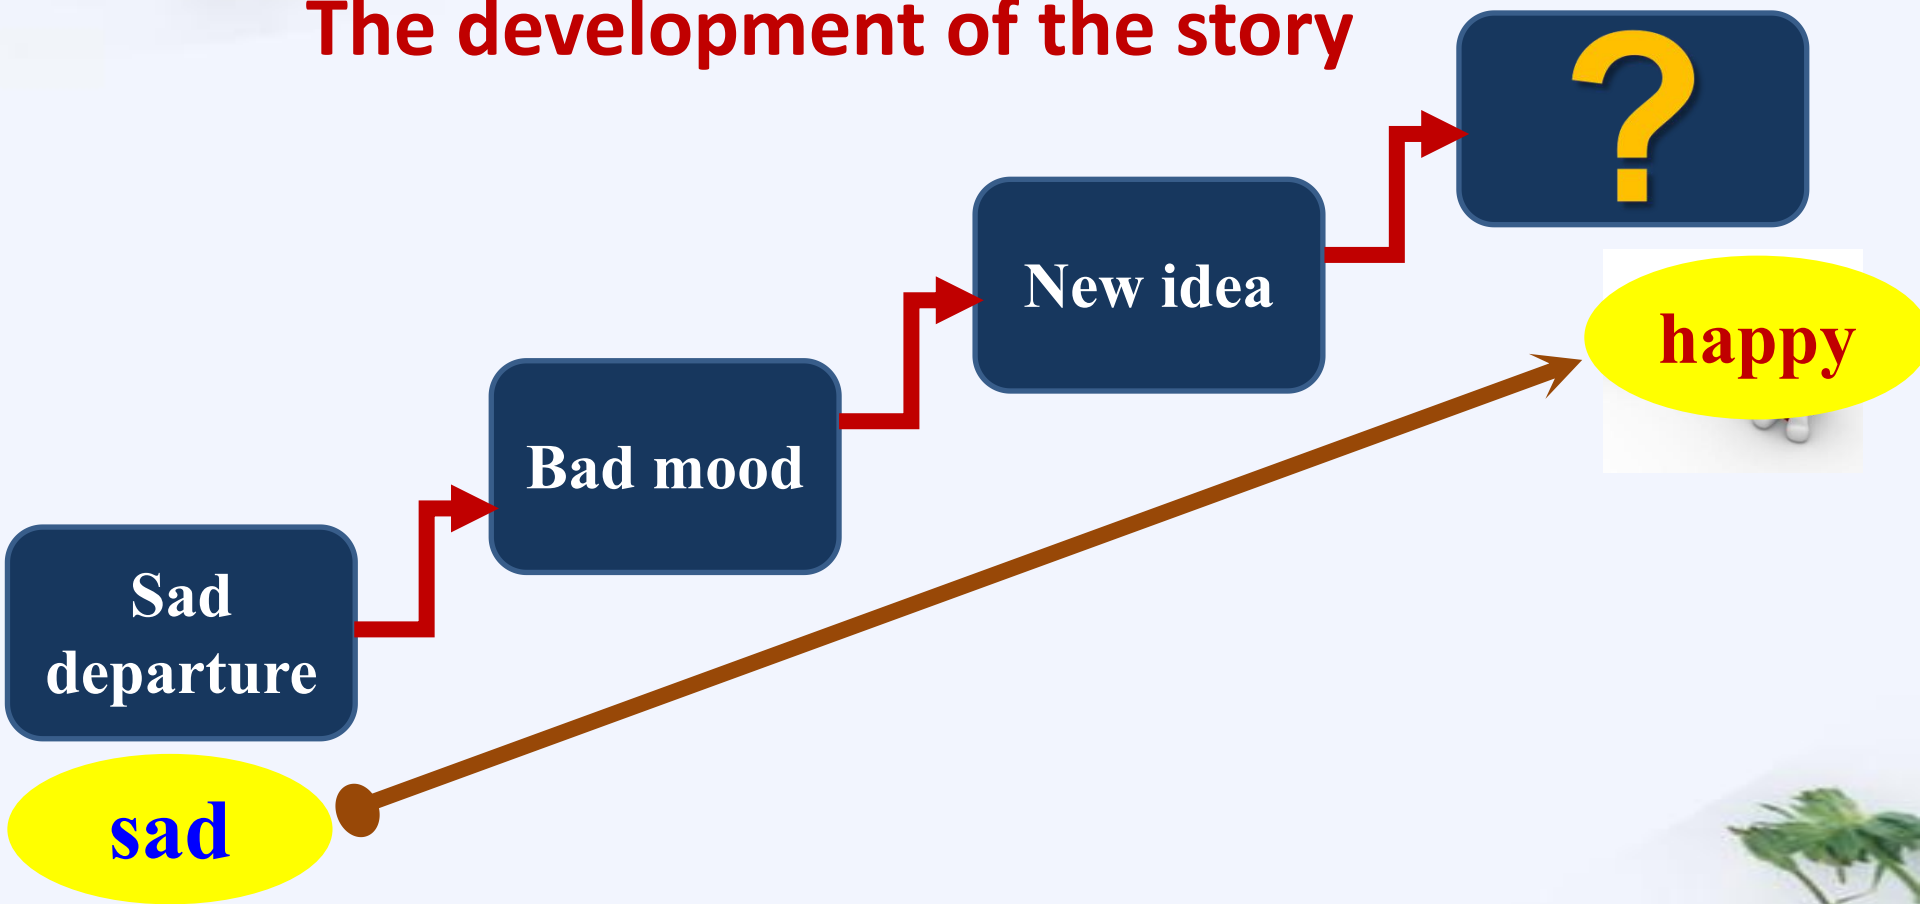 The development of the story
?
New idea
happy
Bad mood
Sad
departure
sad